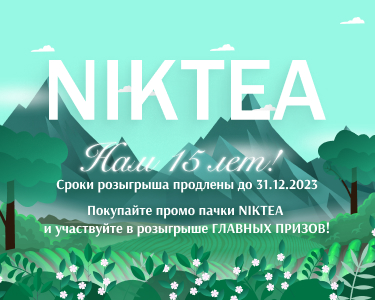 NIKTEA
Нам 15 лет!
Сроки розыгрыша продлены до 31.12.2023
Покупайте промо пачки NIKTEA
и участвуйте в розыгрыше ГЛАВНЫХ ПРИЗОВ!